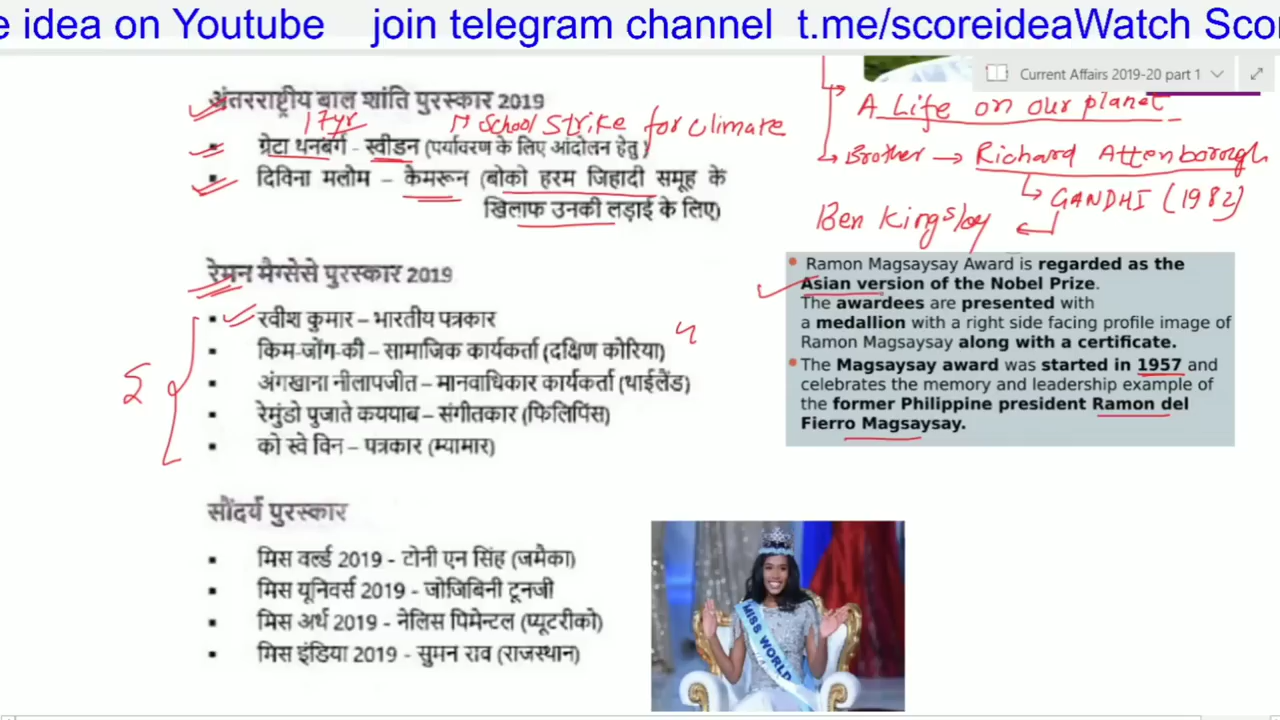 e idea on Youtube join telegram channel t.me/scoreideaWatch Scor
Current Affairs 2019-20 part 1
A Life on our planet
Brother → Richard Attenborough
GANDHI (1982)
Ben Kingsloy
अंतरराष्ट्रीय बाल शांति पुरस्कार 2019
17yr School Strike for climate
ग्रेटा थनबर्ग - स्वीडन (पर्यावरण के लिए आंदोलन हेतु)
दिविना मलौम – केमरून (बोको हरम जिहादी समूह के
खिलाफ उनकी लड़ाई के लिए)
रेमन मैग्सेसे पुरस्कार 2019
रवीश कुमार – भारतीय पत्रकार
किम-जोंग-की – सामाजिक कार्यकर्ता (दक्षिण कोरिया)
अंगखाना नीलापजीत – मानवाधिकार कार्यकर्ता (थाईलैंड)
रेमुंडो पुजाते कययाब – संगीतकार (फिलिपिंस)
को स्वे विन – पत्रकार (म्यामार)
Ramon Magsaysay Award is regarded as the
Asian version of the Nobel Prize.
The awardees are presented with
a medallion with a right side facing profile image of
Ramon Magsaysay along with a certificate.
The Magsaysay award was started in 1957 and
celebrates the memory and leadership example of
the former Philippine president Ramon del
Fierro Magsaysay.
सौंदर्य पुरस्कार
मिस वर्ल्ड 2019 - टोनी एन सिंह (जमैका)
मिस यूनिवर्स 2019 - जोजिबिनी टूनजी
मिस अर्थ 2019 - नेलिस पिमेन्टल (प्यूटरीको)
मिस इंडिया 2019 - सुमन राव (राजस्थान)
MISS WORLD